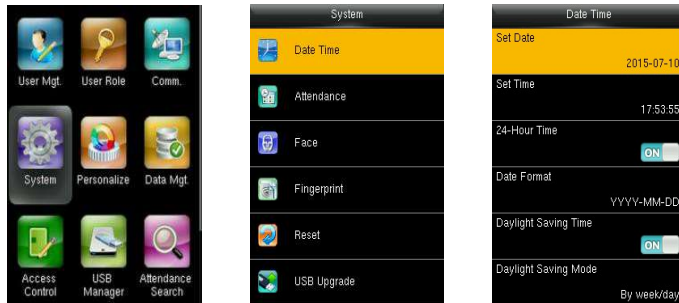 User Mgt.
User Role
Comm.
System
Personalize
Data Mgt.
Access
Control
USB
Manager
Attendance
Search
System
Date Time
Attendance
Face
Fingerprint
Reset
USB Upgrade
Date Time
Set Date
2015-07-10
Set Time
17:53:55
24-Hour Time
ON
Date Format
YYYY-MM-DD
Daylight Saving Time
ON
Daylight Saving Mode
By week/day